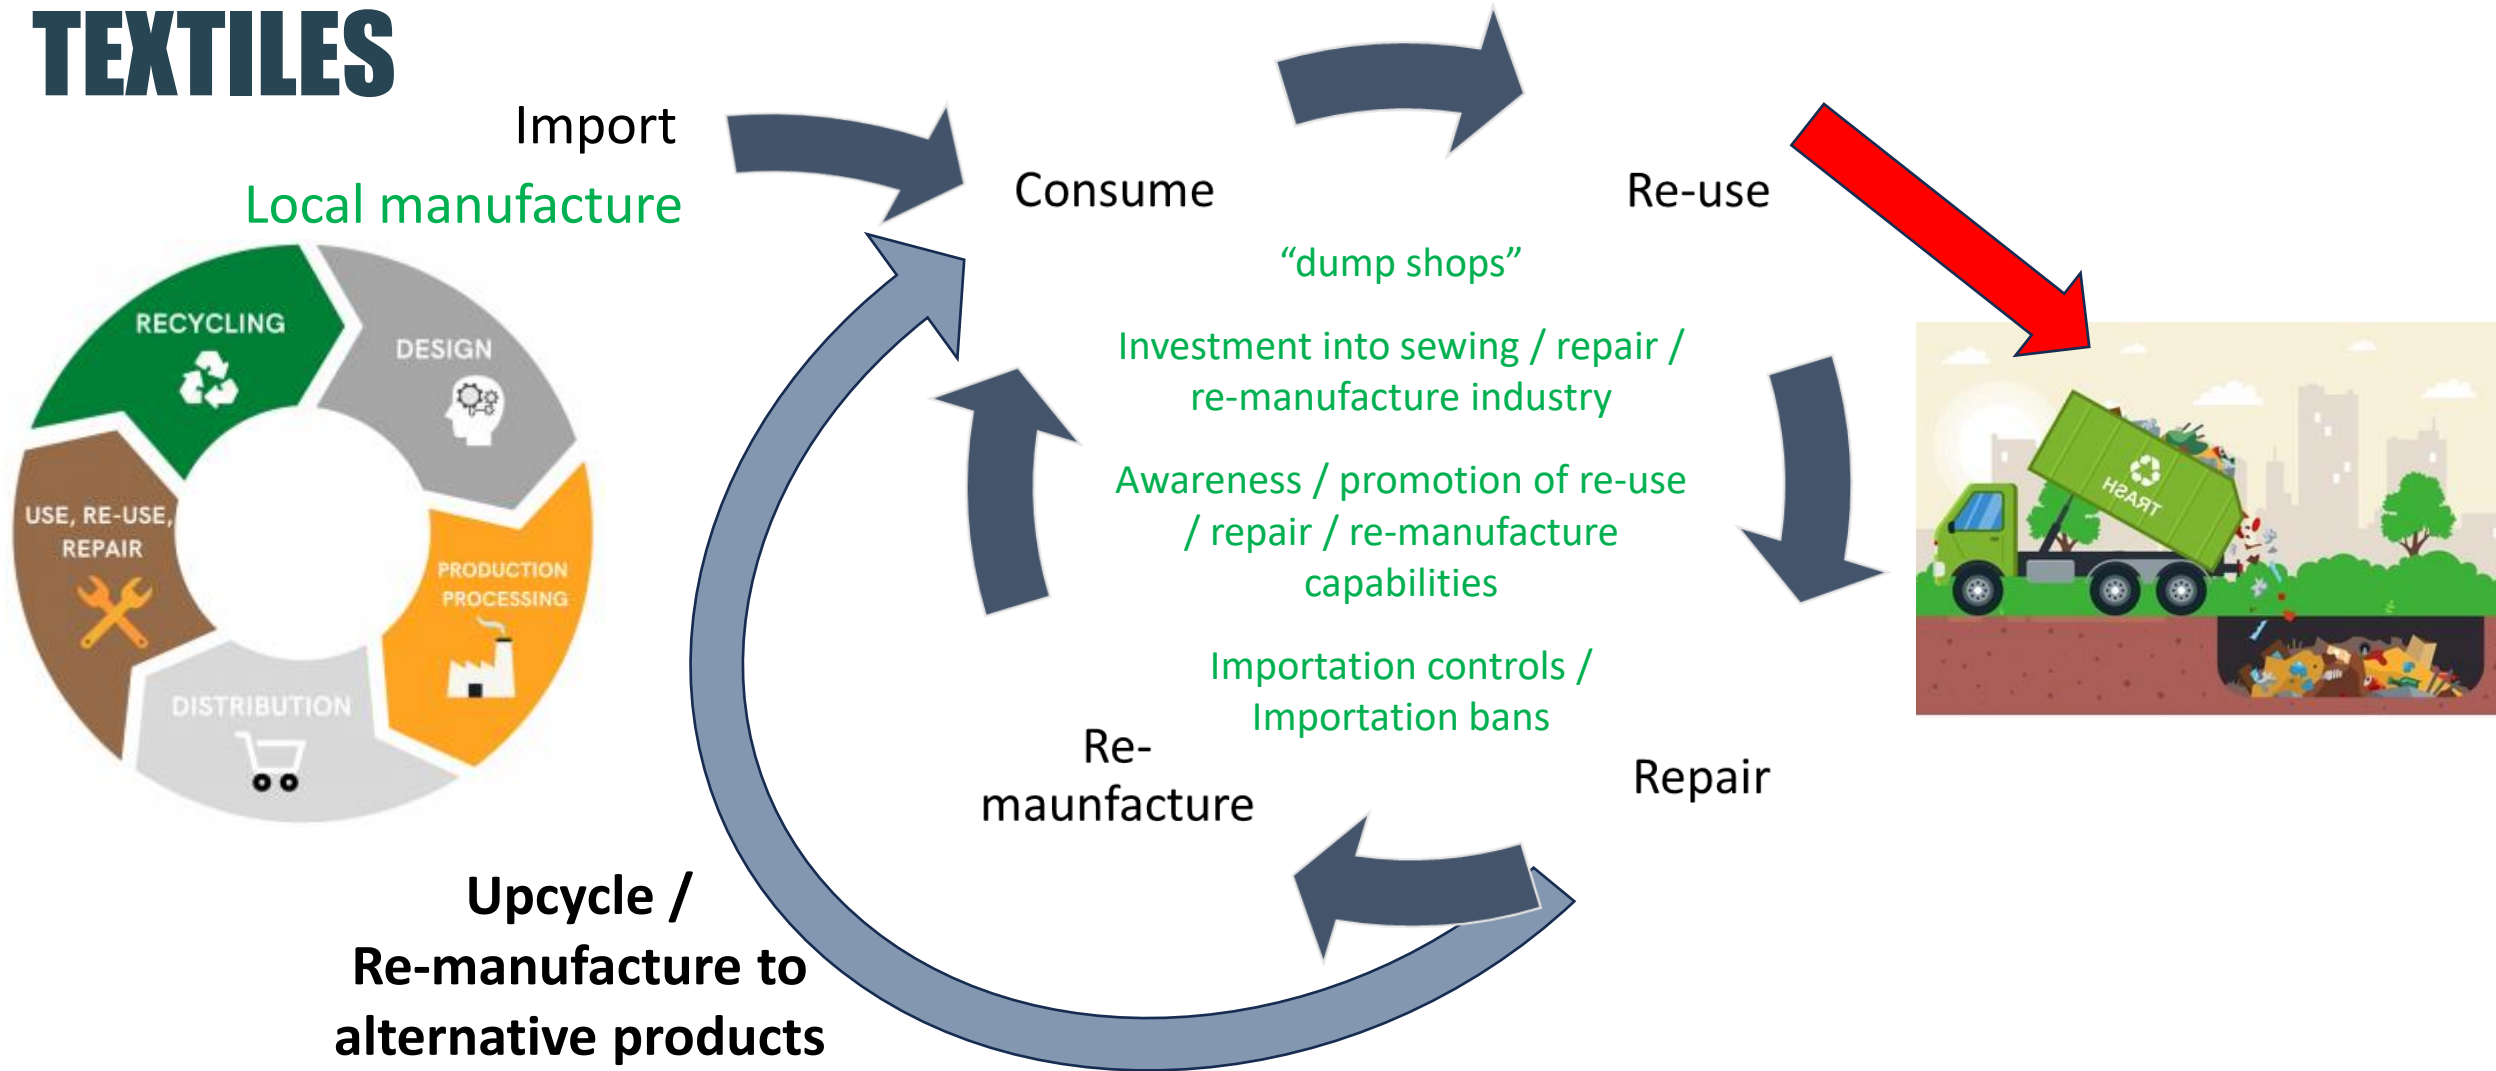 TEXTILES
Import
Local manufacture
RECYCLING
DESIGN
USE, RE-USE,
REPAIR
PRODUCTION
PROCESSING
DISTRIBUTION
Upcycle /
Re-manufacture to
alternative products
Consume
Re-use
“dump shops”
Investment into sewing / repair /
re-manufacture industry
Awareness / promotion of re-use
/ repair / re-manufacture
capabilities
Importation controls /
Importation bans
Re-
maunfacture
Repair
TRASH